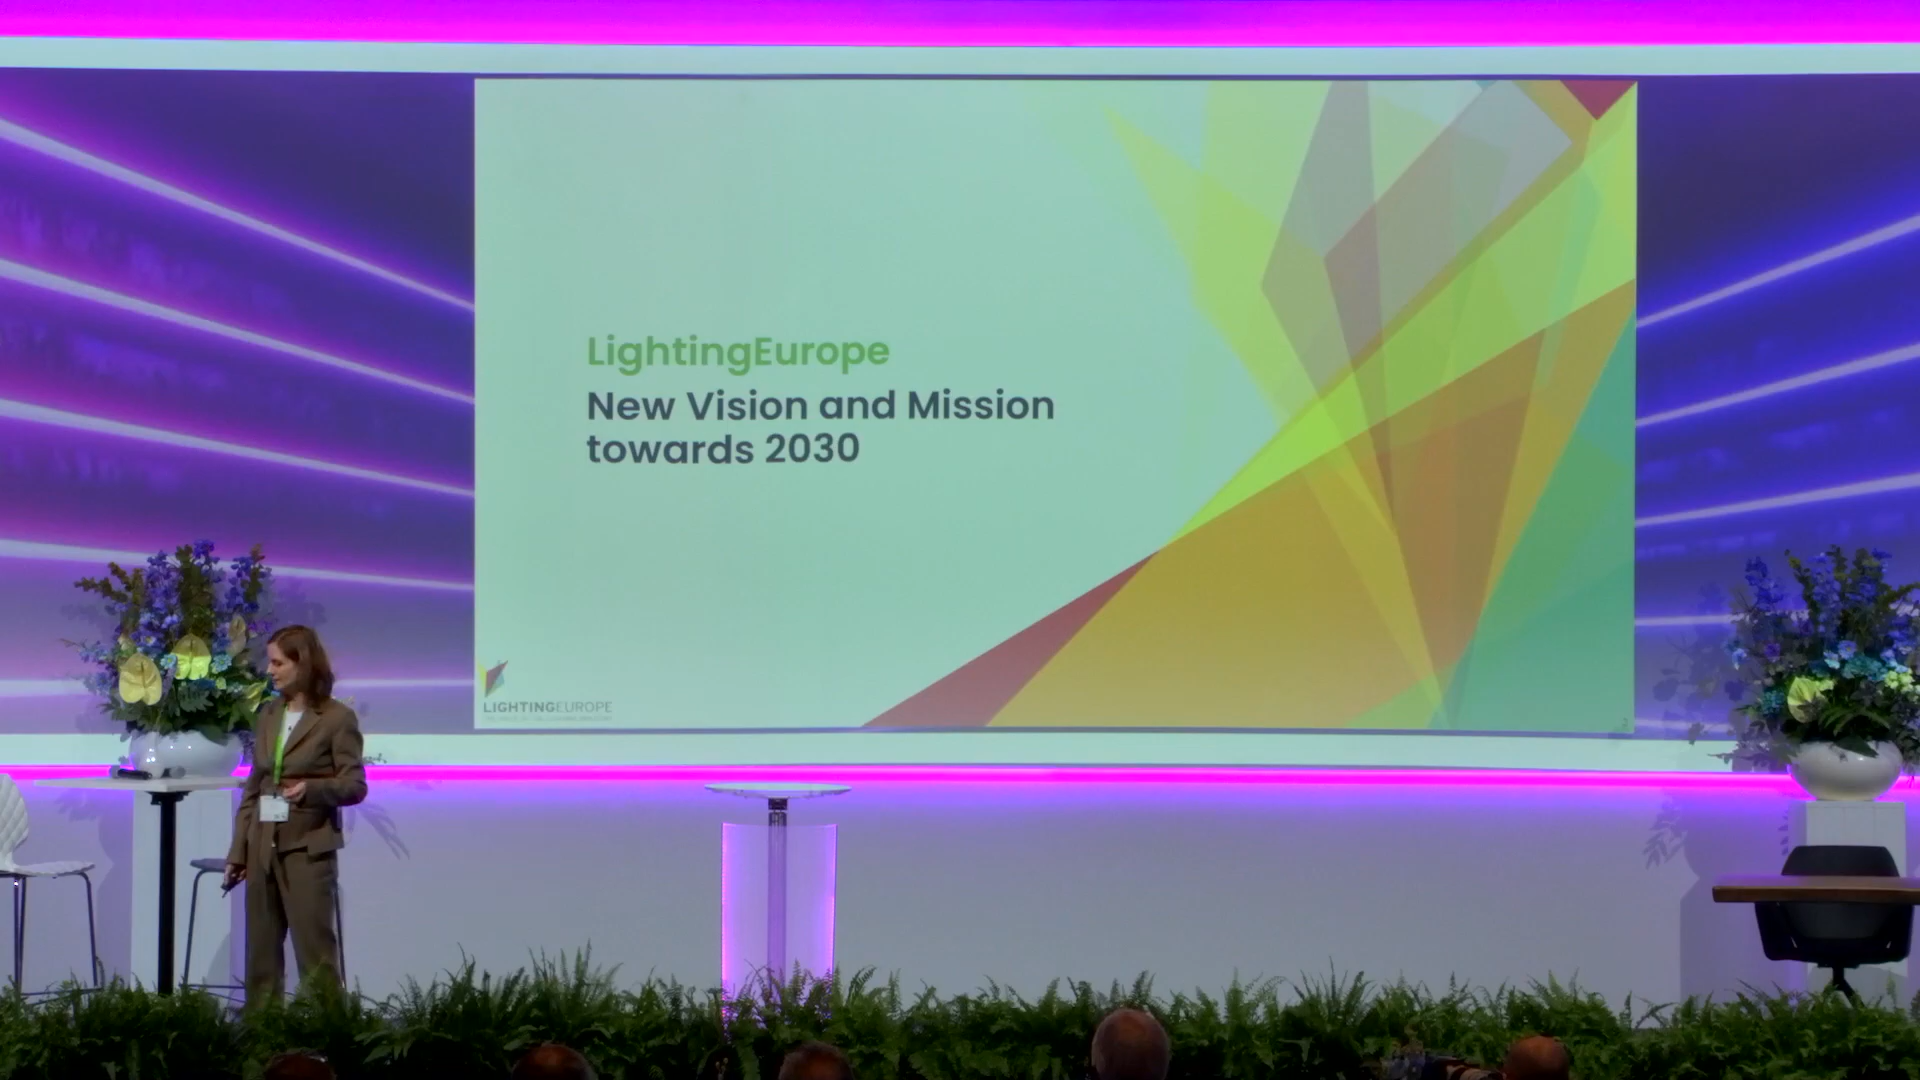 LightingEurope
New Vision and Mission
towards 2030
LIGHTINGEUROPE